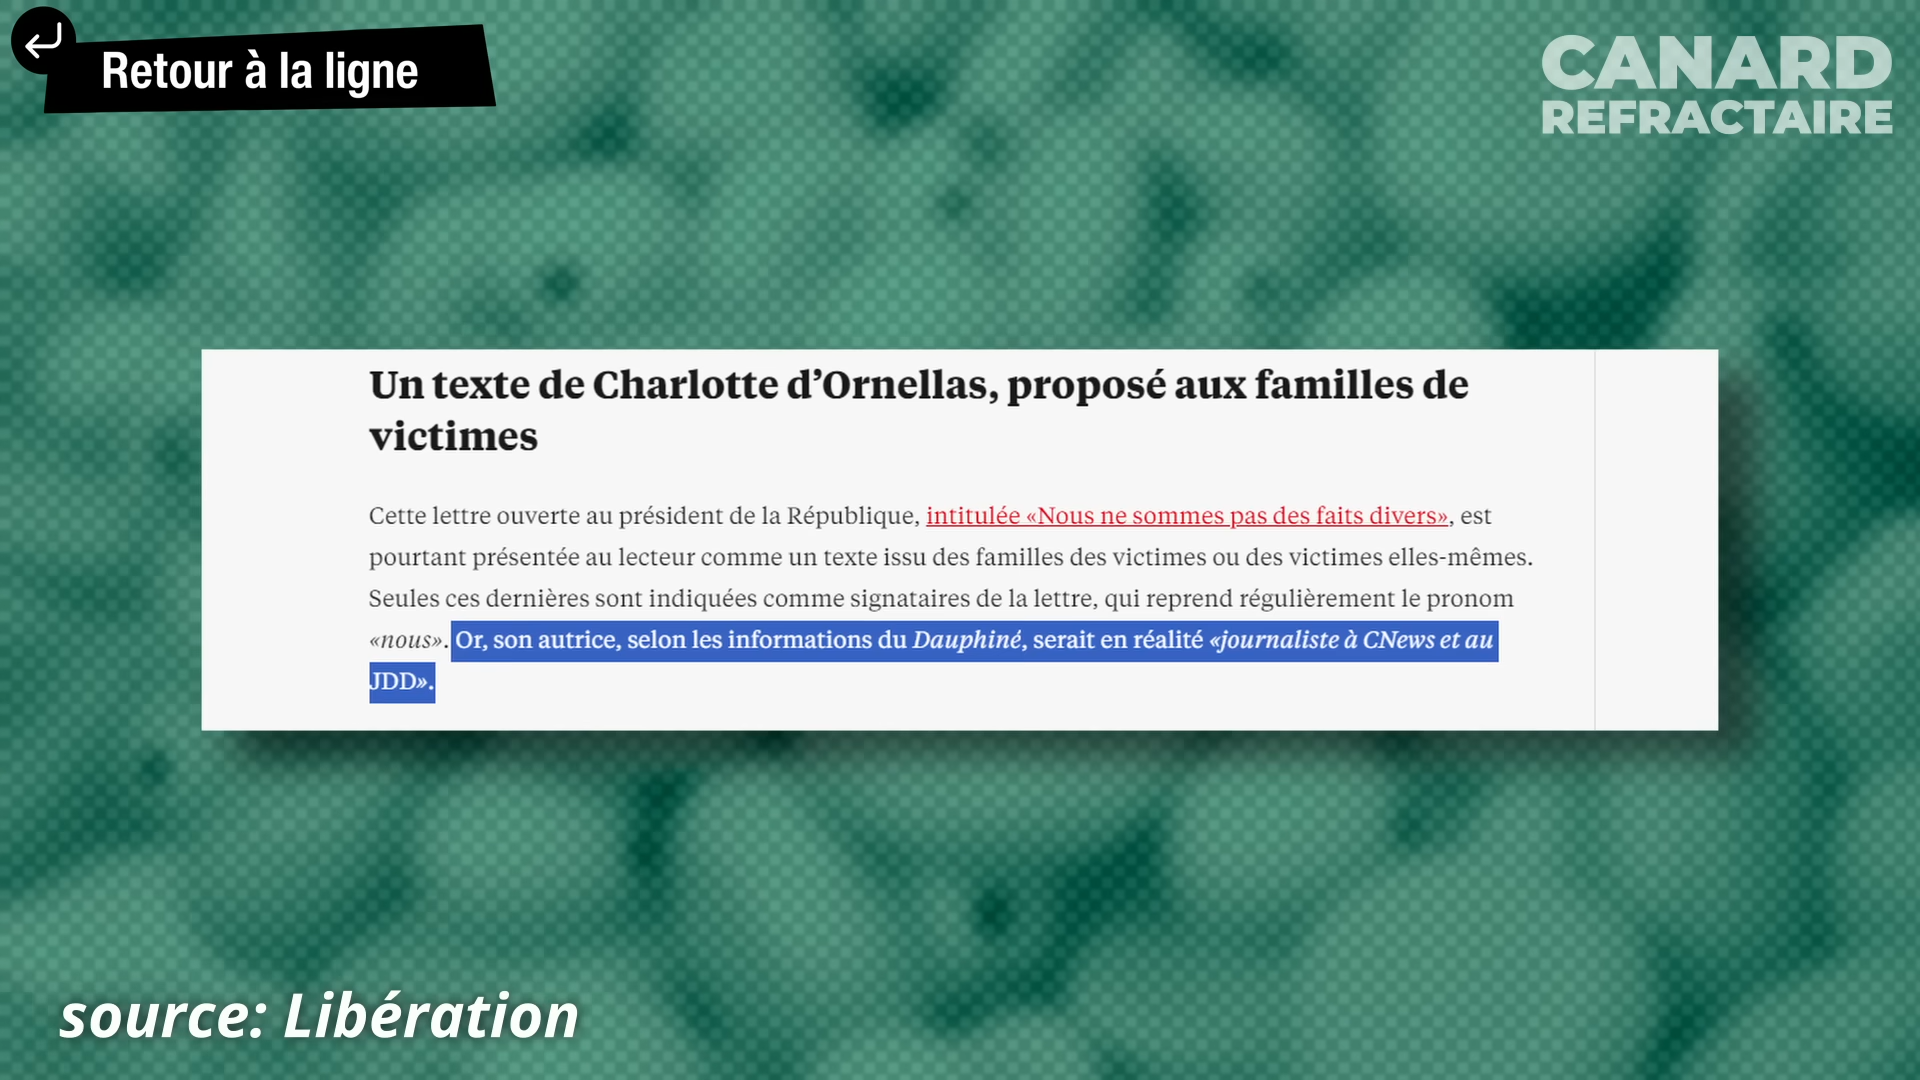 Retour à la ligne
CANARD
REFRACTAIRE
Un texte de Charlotte d’Ornellas, proposé aux familles de
victimes
Cette lettre ouverte au président de la République, intitulée «Nous ne sommes pas des faits divers», est
pourtant présentée au lecteur comme un texte issu des familles des victimes ou des victimes elles-mêmes.
Seules ces dernières sont indiquées comme signataires de la lettre, qui reprend régulièrement le pronom
«nous». Or, son autrice, selon les informations du Dauphiné, serait en réalité «journaliste à CNews et au
JDD».
source: Libération